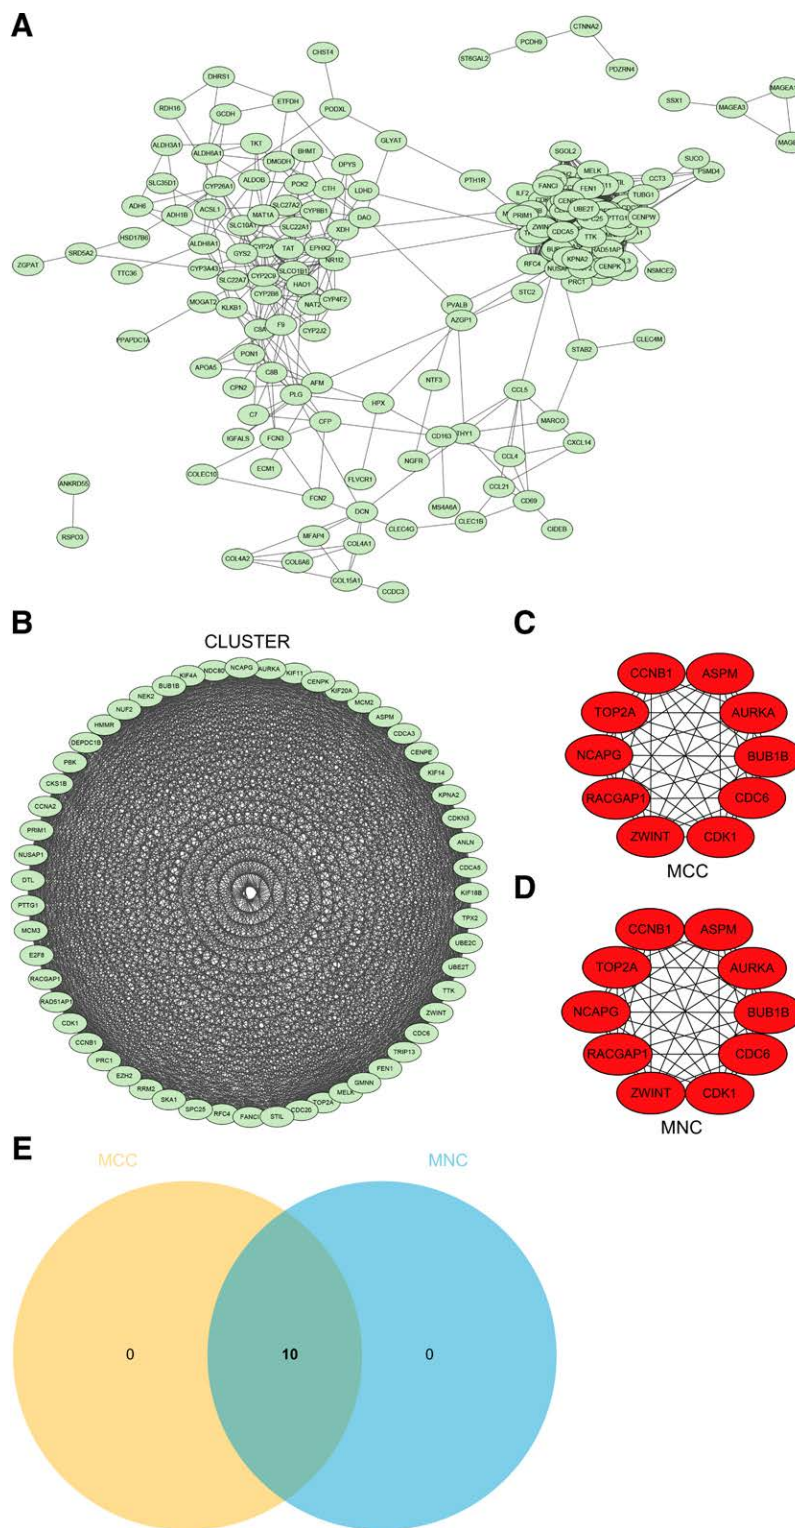 A
CHST4
CTNNA2
PCDH9
ST6GAL2
PDZRN4
DHRS1
ETFDH
RDH16
GCDH
PODXL
SSX1
MAGEA3
GLYAT
ALDH3A1
ALDH6A1
TKT
BHMT
DMGDH
DPYS
SLC35D1
CYP26A1
ALDOB
PCK2
CTH
LDHD
PTH1R
ADH6
ADH1B
ACSL1
SLC27A2
CYP8B1
DAO
MAT1A
SLC22A1
XDH
HSD17B6
ALDH8A1
GYS2
TAT
EPHX2
NR1I2
ZGPAT
SRD5A2
TTC36
CYP3A43
SLC22A7
CYP2C9
SLCO1B1
HAO1
MOGAT2
KLKB1
CYP2B6
NAT2
CYP4F2
PPAPDC1A
F9
CYP2J2
SGOL2
MELK
FANCI
FEN1
CCT3
SUCO
PSMD4
ILF2
TUBG1
PRIM1
UBE2T
PTTG1
CENPW
CDCA5
TTK
RFC4
KPNA2
CENPK
PRC1
NSMCE2
STC2
PVALB
AZGP1
STAB2
CLEC4M
APOA5
PON1
CPN2
C8B
AFM
PLG
HPX
NTF3
CCL5
C7
IGFALS
FCN3
CFP
CD163
THY1
MARCO
CXCL14
COLEC10
ECM1
FLVCR1
NGFR
CCL4
CCL21
CD69
FCN2
DCN
MS4A6A
CLEC4G
CLEC1B
CIDEB
ANKRD55
RSPO3
MFAP4
COL4A1
COL4A2
COL6A6
COL15A1
CCDC3
B
CLUSTER
NCAPG
AURKA
KIF11
CENPK
KIF20A
MCM2
ASPM
CDCA3
CENPE
KIF14
KPNA2
CDKN3
ANLN
CDCA5
KIF18B
TPX2
UBE2C
UBE2T
TTK
ZWINT
CDC6
TRIP13
FEN1
GMNN
MELK
TOP2A
CDC20
STIL
FANCI
RFC4
SPC25
SKA1
RRM2
EZH2
PRC1
CCNB1
CDK1
RAD51AP1
RACGAP1
E2F8
MCM3
PTTG1
DTL
NUSAP1
PRIM1
CCNA2
CKS1B
PBK
DEPDC1B
HMMR
NUF2
NEK2
BUB1B
KIF4A
NDC80
C
CCNB1 ASPM
TOP2A AURKA
NCAPG BUB1B
RACGAP1 CDC6
ZWINT CDK1
MCC
D
CCNB1 ASPM
TOP2A AURKA
NCAPG BUB1B
RACGAP1 CDC6
ZWINT CDK1
MNC
E
MCC MNC
0 10 0